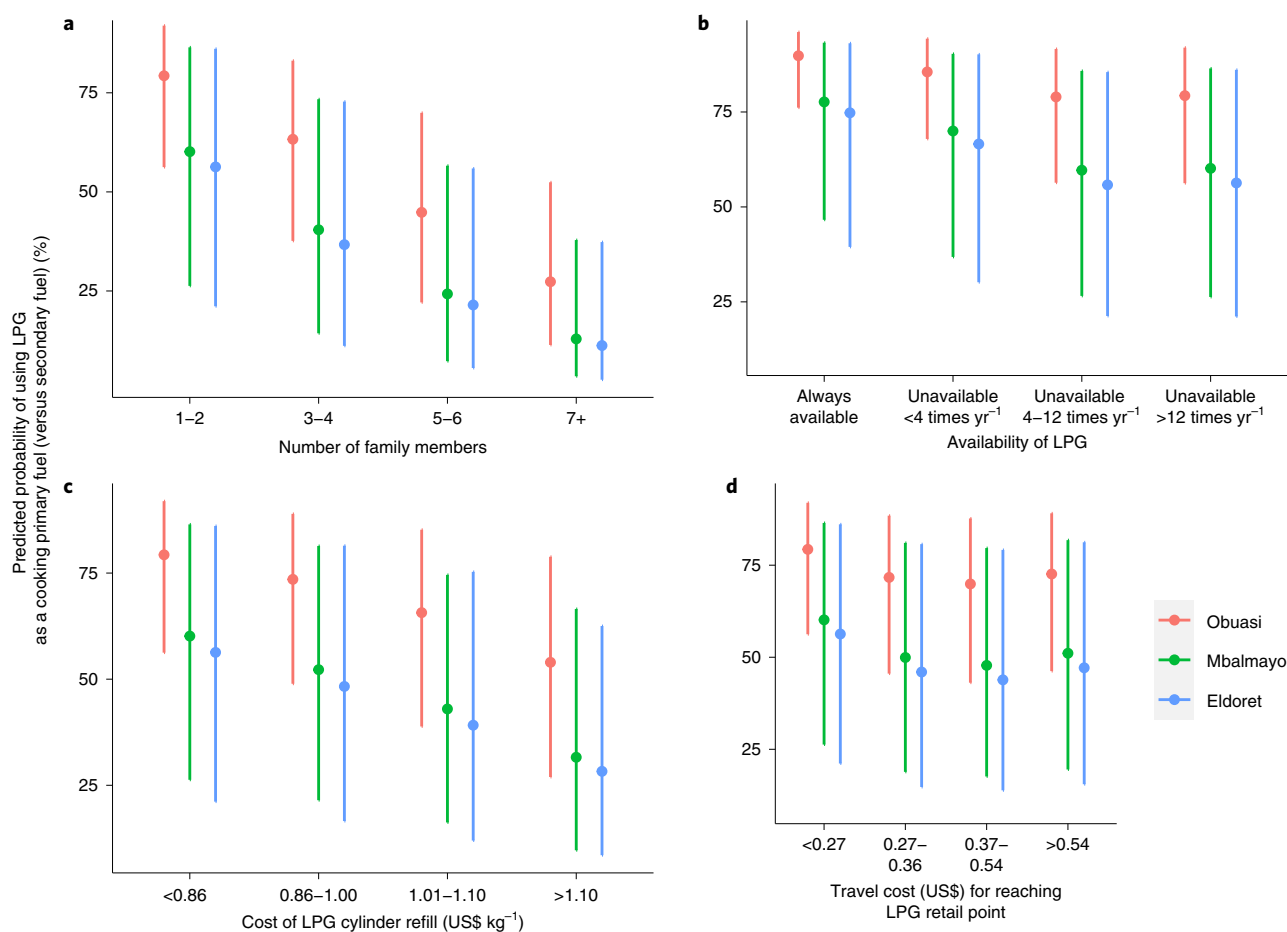 Predicted probability of using LPG
as a cooking primary fuel (versus secondary fuel) (%)
a
75
50
25
1–2
3–4
5–6
7+
Number of family members
b
75
50
25
Always
available
Unavailable
<4 times yr⁻¹
Unavailable
4–12 times yr⁻¹
Unavailable
>12 times yr⁻¹
Availability of LPG
c
75
50
25
<0.86
0.86–1.00
1.01–1.10
>1.10
Cost of LPG cylinder refill (US$ kg⁻¹)
d
75
50
25
<0.27
0.27–
0.36
0.37–
0.54
>0.54
Travel cost (US$) for reaching
LPG retail point
Obuasi
Mbalmayo
Eldoret